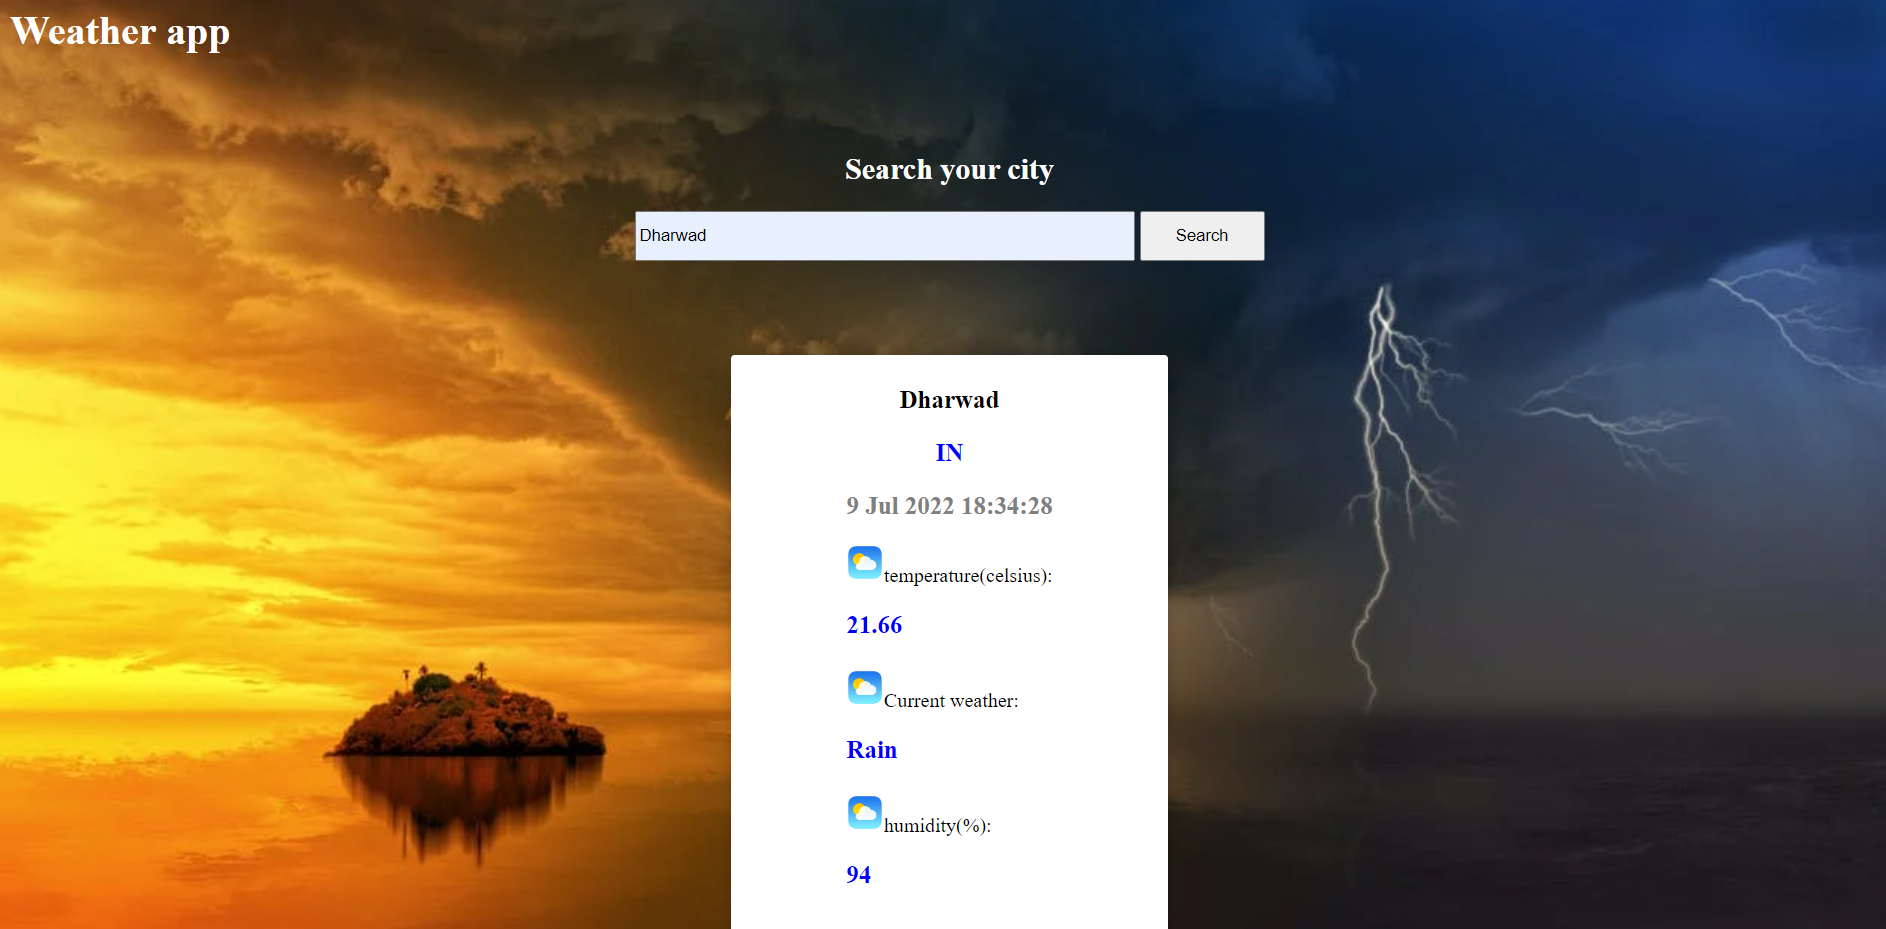 Weather app
Search your city
Dharwad Search
Dharwad
IN
9 Jul 2022 18:34:28
temperature(celsius):
21.66
Current weather:
Rain
humidity(%):
94